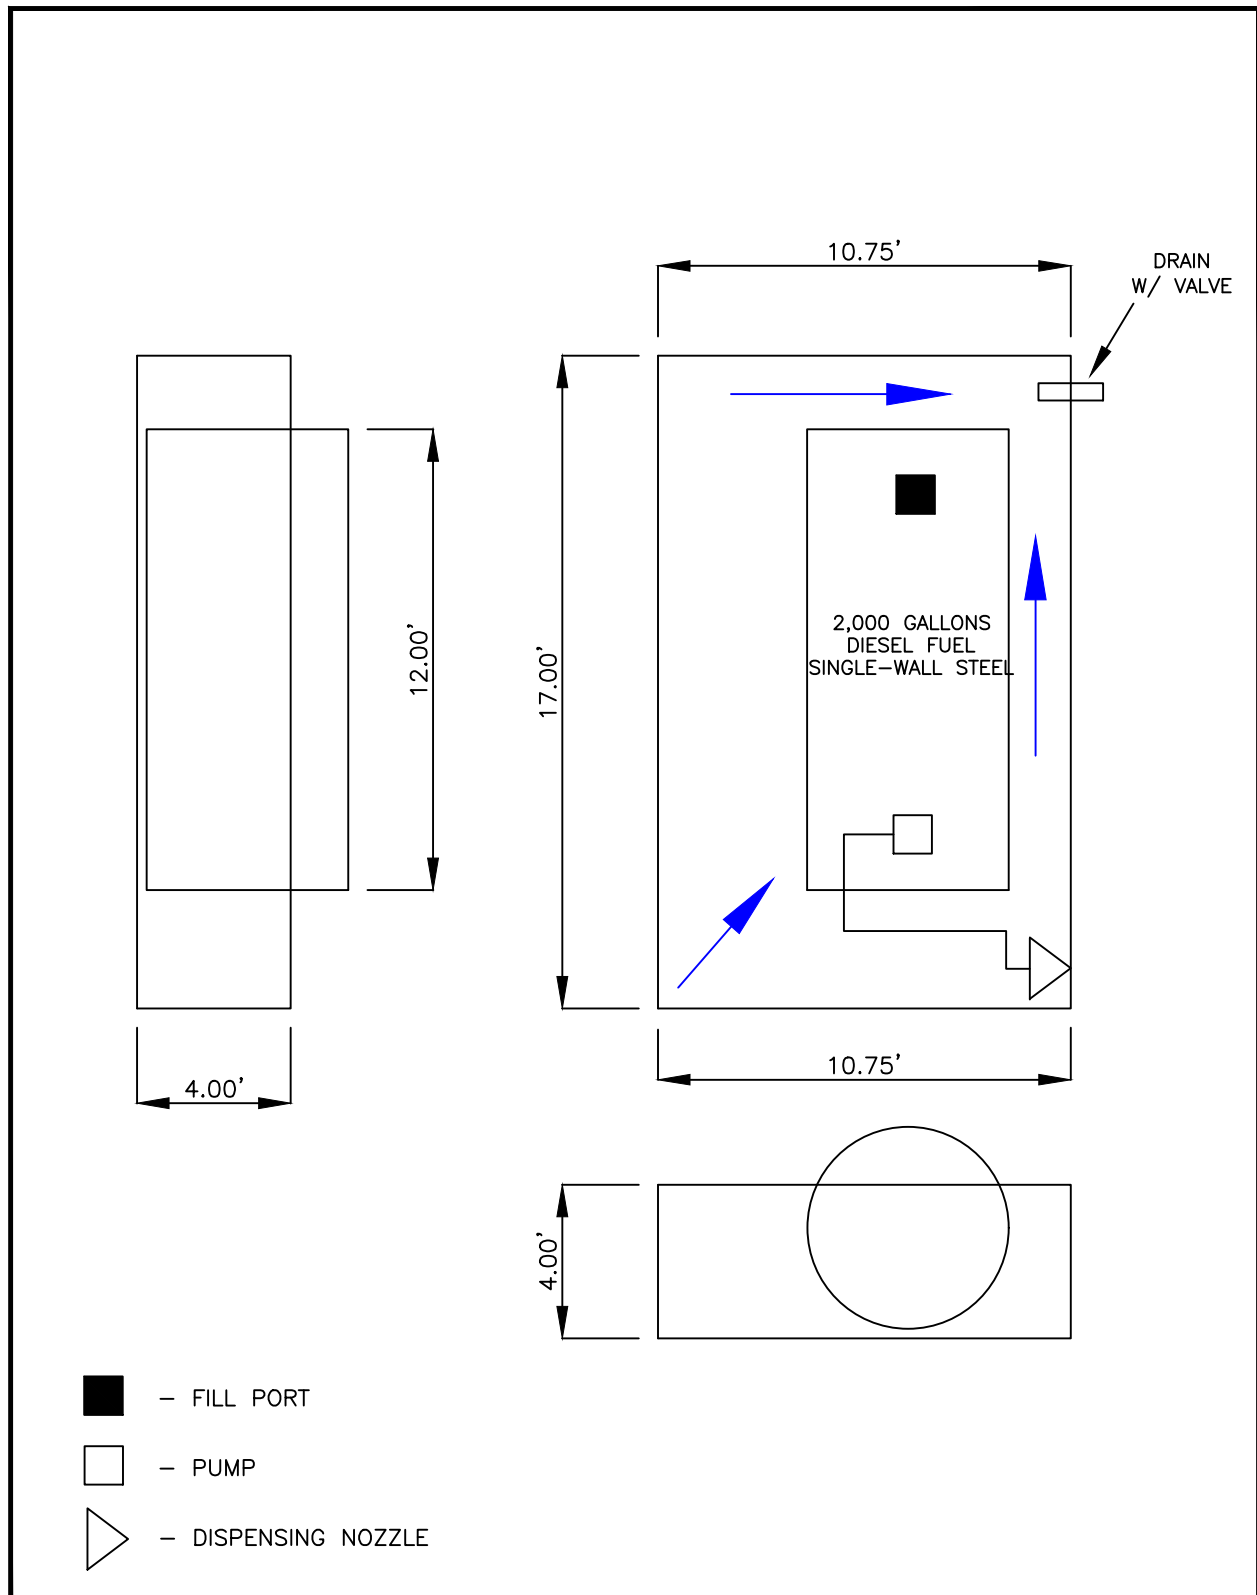 10.75'
DRAIN
W/ VALVE
12.00'
17.00'
2,000 GALLONS
DIESEL FUEL
SINGLE-WALL STEEL
4.00'
10.75'
4.00'
- FILL PORT
- PUMP
- DISPENSING NOZZLE